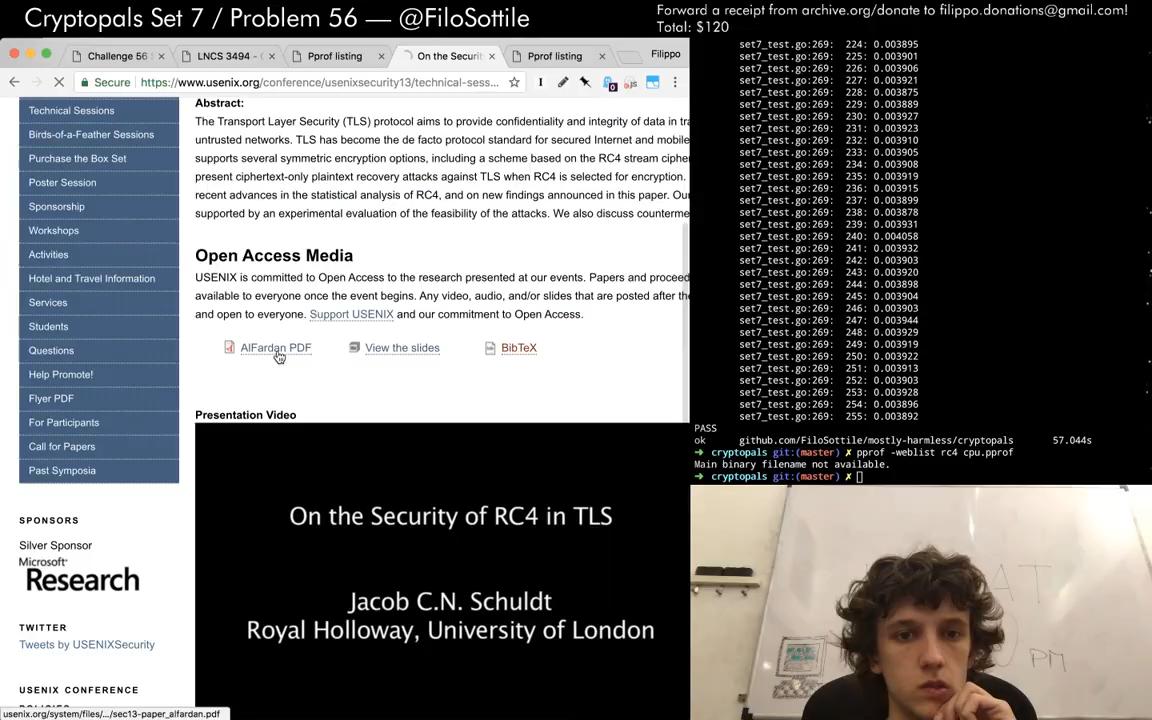 Cryptopals Set 7 / Problem 56 — @FiloSottile
Forward a receipt from archive.org/donate to filippo.donations@gmail.com!
Total: $120
Challenge 56
LNCS 3494 -
Pprof listing
On the Securit
Pprof listing
Filippo
Secure
https://www.usenix.org/conference/usenixsecurity13/technical-sess...
Technical Sessions
Birds-of-a-Feather Sessions
Purchase the Box Set
Poster Session
Sponsorship
Workshops
Activities
Hotel and Travel Information
Services
Students
Questions
Help Promote!
Flyer PDF
For Participants
Call for Papers
Past Symposia
SPONSORS
Silver Sponsor
Microsoft
Research
TWITTER
Tweets by USENIXSecurity
USENIX CONFERENCE
usenix.org/system/files/.../sec13-paper_alfardan.pdf
Abstract:
The Transport Layer Security (TLS) protocol aims to provide confidentiality and integrity of data in tra
untrusted networks. TLS has become the de facto protocol standard for secured Internet and mobile
supports several symmetric encryption options, including a scheme based on the RC4 stream cipher
present ciphertext-only plaintext recovery attacks against TLS when RC4 is selected for encryption.
recent advances in the statistical analysis of RC4, and on new findings announced in this paper. Our
supported by an experimental evaluation of the feasibility of the attacks. We also discuss counterme
Open Access Media
USENIX is committed to Open Access to the research presented at our events. Papers and proceed
available to everyone once the event begins. Any video, audio, and/or slides that are posted after the
and open to everyone. Support USENIX and our commitment to Open Access.
AlFardan PDF
View the slides
BibTeX
Presentation Video
On the Security of RC4 in TLS
Jacob C.N. Schuldt
Royal Holloway, University of London
set7_test.go:269: 224: 0.003895
set7_test.go:269: 225: 0.003901
set7_test.go:269: 226: 0.003906
set7_test.go:269: 227: 0.003921
set7_test.go:269: 228: 0.003875
set7_test.go:269: 229: 0.003889
set7_test.go:269: 230: 0.003927
set7_test.go:269: 231: 0.003923
set7_test.go:269: 232: 0.003910
set7_test.go:269: 233: 0.003905
set7_test.go:269: 234: 0.003908
set7_test.go:269: 235: 0.003919
set7_test.go:269: 236: 0.003915
set7_test.go:269: 237: 0.003899
set7_test.go:269: 238: 0.003878
set7_test.go:269: 239: 0.003931
set7_test.go:269: 240: 0.004058
set7_test.go:269: 241: 0.003932
set7_test.go:269: 242: 0.003903
set7_test.go:269: 243: 0.003920
set7_test.go:269: 244: 0.003898
set7_test.go:269: 245: 0.003904
set7_test.go:269: 246: 0.003903
set7_test.go:269: 247: 0.003944
set7_test.go:269: 248: 0.003929
set7_test.go:269: 249: 0.003919
set7_test.go:269: 250: 0.003922
set7_test.go:269: 251: 0.003913
set7_test.go:269: 252: 0.003903
set7_test.go:269: 253: 0.003928
set7_test.go:269: 254: 0.003896
set7_test.go:269: 255: 0.003892
PASS
ok github.com/FiloSottile/mostly-harmless/cryptopals 57.044s
➜ cryptopals git:(master) ✗ pprof -weblist rc4 cpu.pprof
Main binary filename not available.
➜ cryptopals git:(master) ✗
AT
PM